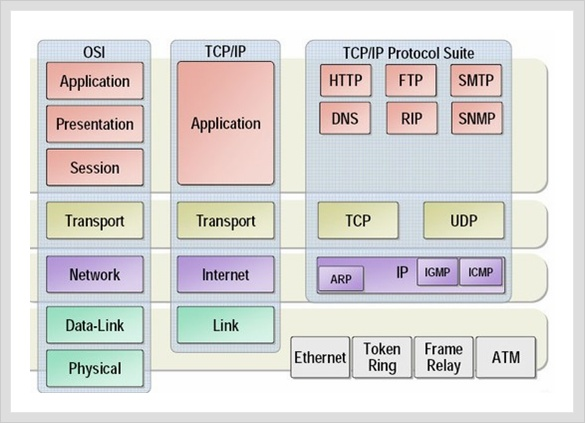 OSI
Application
Presentation
Session
Transport
Network
Data-Link
Physical
TCP/IP
Application
Transport
Internet
Link
TCP/IP Protocol Suite
HTTP
FTP
SMTP
DNS
RIP
SNMP
TCP
UDP
ARP
IP
IGMP
ICMP
Ethernet
Token
Ring
Frame
Relay
ATM